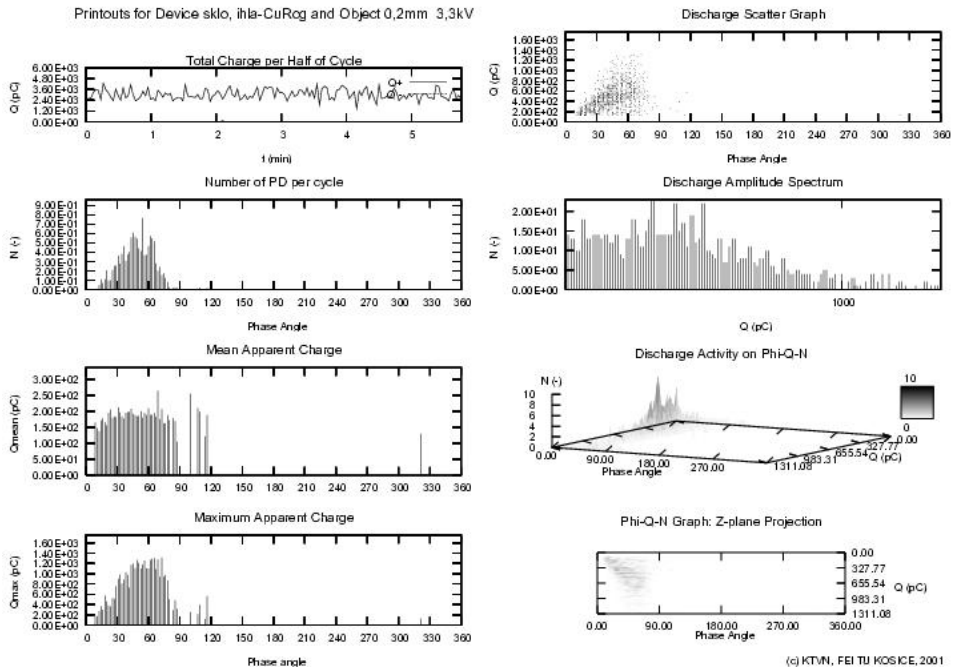 Printouts for Device sklo, ihla-CuRcg and Object 0,2mm 3,3kV
Total Charge per Half of Cycle
Q (pC)
6.00E+03
4.80E+03
3.60E+03
2.40E+03
1.20E+03
0.00E+00
Q+
0 1 2 3 4 5
t (min)
Number of PD per cycle
N (-)
9.00E-01
8.00E-01
7.00E-01
6.00E-01
5.00E-01
4.00E-01
3.00E-01
2.00E-01
1.00E-01
0.00E+00
0 30 60 90 120 150 180 210 240 270 300 330 360
Phase Angle
Mean Apparent Charge
Qmean (pC)
3.00E+02
2.50E+02
2.00E+02
1.50E+02
1.00E+02
5.00E+01
0.00E+00
0 30 60 90 120 150 180 210 240 270 300 330 360
Phase Angle
Maximum Apparent Charge
Qmax (pC)
1.60E+03
1.40E+03
1.20E+03
1.00E+03
8.00E+02
6.00E+02
4.00E+02
2.00E+02
0.00E+00
0 30 60 90 120 150 180 210 240 270 300 330 360
Phase angle
Discharge Scatter Graph
Q (pC)
1.60E+03
1.40E+03
1.20E+03
1.00E+03
8.00E+02
6.00E+02
4.00E+02
2.00E+02
0.00E+00
0 30 60 90 120 150 180 210 240 270 300 330 360
Phase Angle
Discharge Amplitude Spectrum
N (-)
2.00E+01
1.50E+01
1.00E+01
5.00E+00
0.00E+00
1000
Q (pC)
Discharge Activity on Phi-Q-N
N (-)
10
8
6
4
2
0
0.00
90.00
180.00
270.00
Phase Angle
1311.08
983.31
655.54
327.77
0.00
Q (pC)
10
0
Phi-Q-N Graph: Z-plane Projection
0.00
327.77
655.54
983.31
1311.08
Q (pC)
0.00 90.00 180.00 270.00 360.00
Phase Angle
(c) KTVN, FEI TU KOSICE, 2001